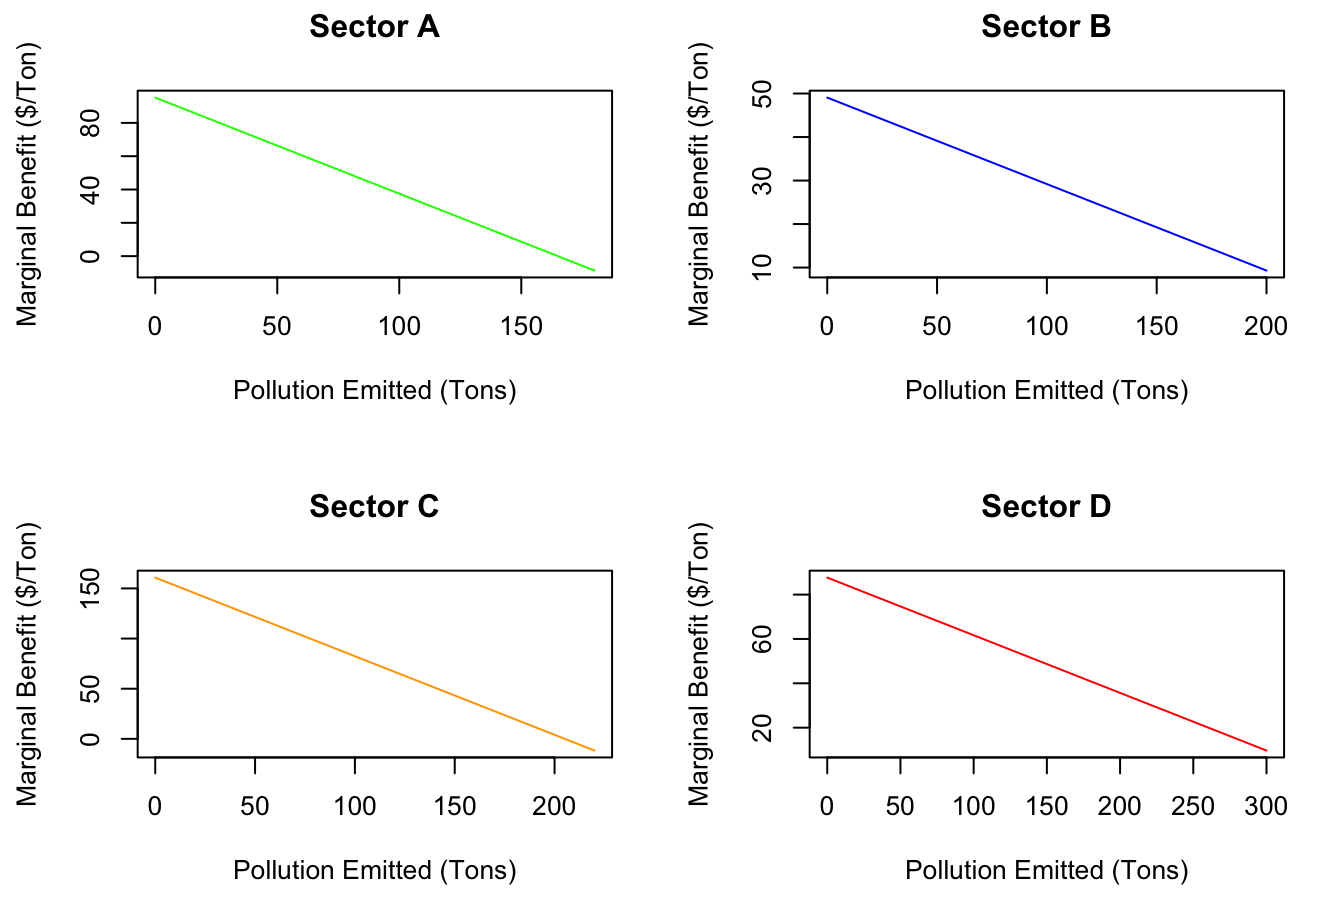 Sector A
Marginal Benefit ($/Ton)
80
40
0
0 50 100 150
Pollution Emitted (Tons)
Sector B
Marginal Benefit ($/Ton)
50
30
10
0 50 100 150 200
Pollution Emitted (Tons)
Sector C
Marginal Benefit ($/Ton)
150
50
0
0 50 100 150 200
Pollution Emitted (Tons)
Sector D
Marginal Benefit ($/Ton)
60
20
0 50 100 150 200 250 300
Pollution Emitted (Tons)